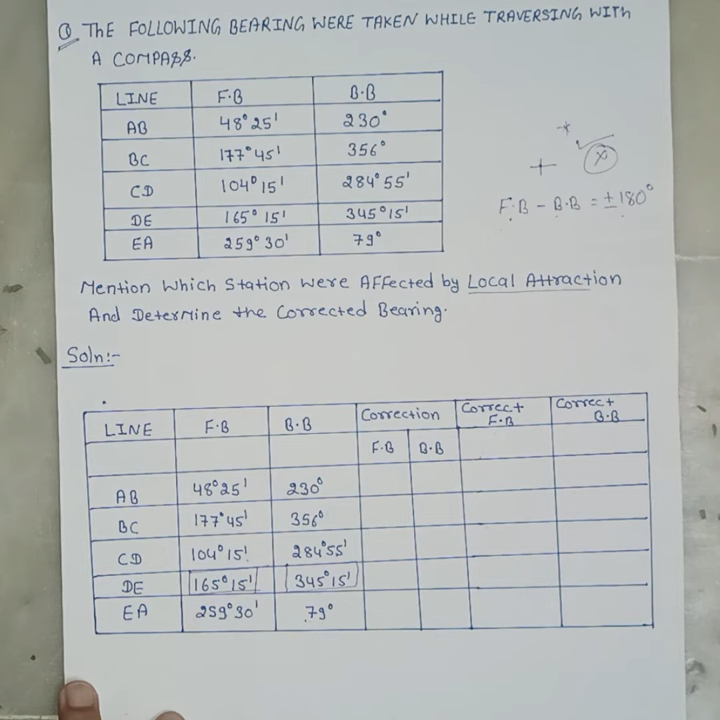 Q ThE FOLLOWING BEARING WERE TAKEN WHILE TRAVERSING WITH
A COMPASS.
LINE F.B B.B
AB 48°25' 230°
BC 177°45' 356°
CD 104°15' 284°55'
DE 165°15' 345°15'
EA 259°30' 79°
+ x
F.B - B.B = ±180°
Mention Which Station Were AFFected by Local Attraction
And Determine the Corrected Bearing.
Soln:-
LINE F.B B.B Correction Correct F.B Correct B.B
F.B B.B
AB 48°25' 230°
BC 177°45' 356°
CD 104°15' 284°55'
DE 165°15' 345°15'
EA 259°30' 79°